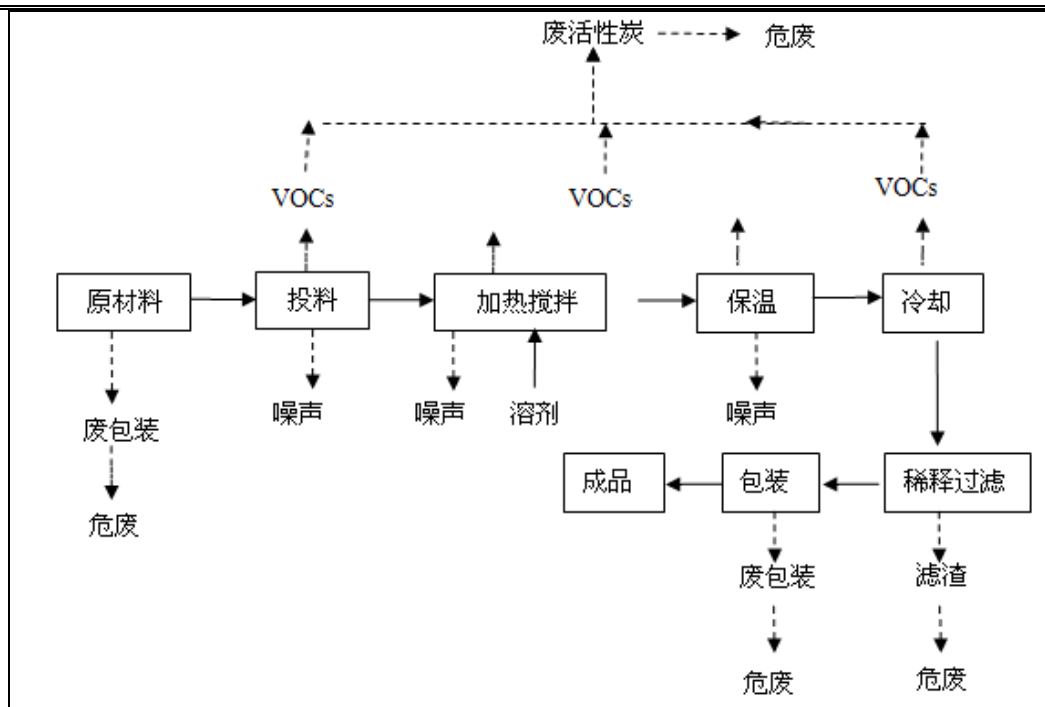 废活性炭 危废
VOCs VOCs VOCs
原材料 投料 加热搅拌 保温 冷却
噪声 噪声 溶剂 噪声
废包装
危废
成品 包装 稀释过滤
废包装 滤渣
危废 危废